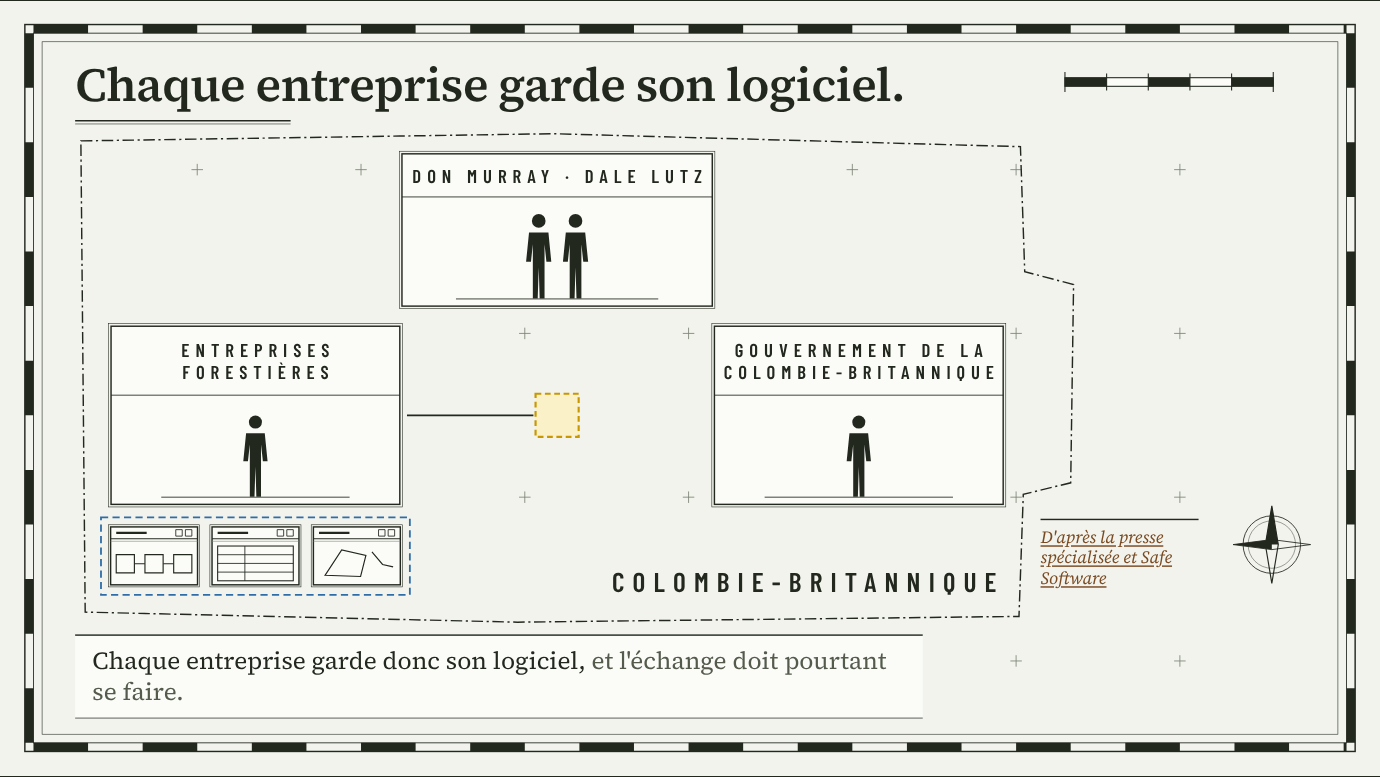 Chaque entreprise garde son logiciel.
DON MURRAY · DALE LUTZ
ENTREPRISES
FORESTIÈRES
GOUVERNEMENT DE LA
COLOMBIE-BRITANNIQUE
COLOMBIE-BRITANNIQUE
D'après la presse
spécialisée et Safe
Software
Chaque entreprise garde donc son logiciel, et l'échange doit pourtant
se faire.